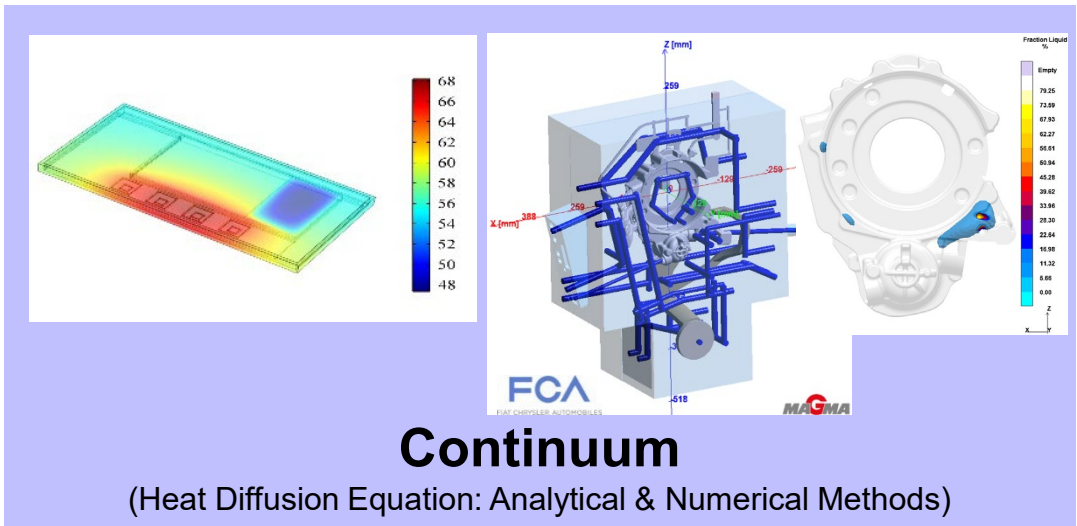 68
66
64
62
60
58
56
54
52
50
48
Z [mm]
259
-129
-259
259
388
X [mm]
-518
FCA
FIAT CHRYSLER AUTOMOBILES
MAGMA
Fraction Liquid
%
Empty
79.25
73.59
67.93
62.27
56.61
50.94
45.28
39.62
33.96
28.30
22.64
16.98
11.32
5.66
0.00
Z
X
Y
Continuum
(Heat Diffusion Equation: Analytical & Numerical Methods)